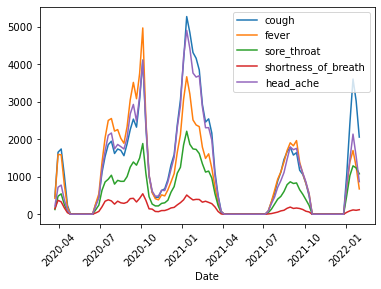 5000
4000
3000
2000
1000
0
cough
fever
sore_throat
shortness_of_breath
head_ache
2020-04
2020-07
2020-10
2021-01
2021-04
2021-07
2021-10
2022-01
Date